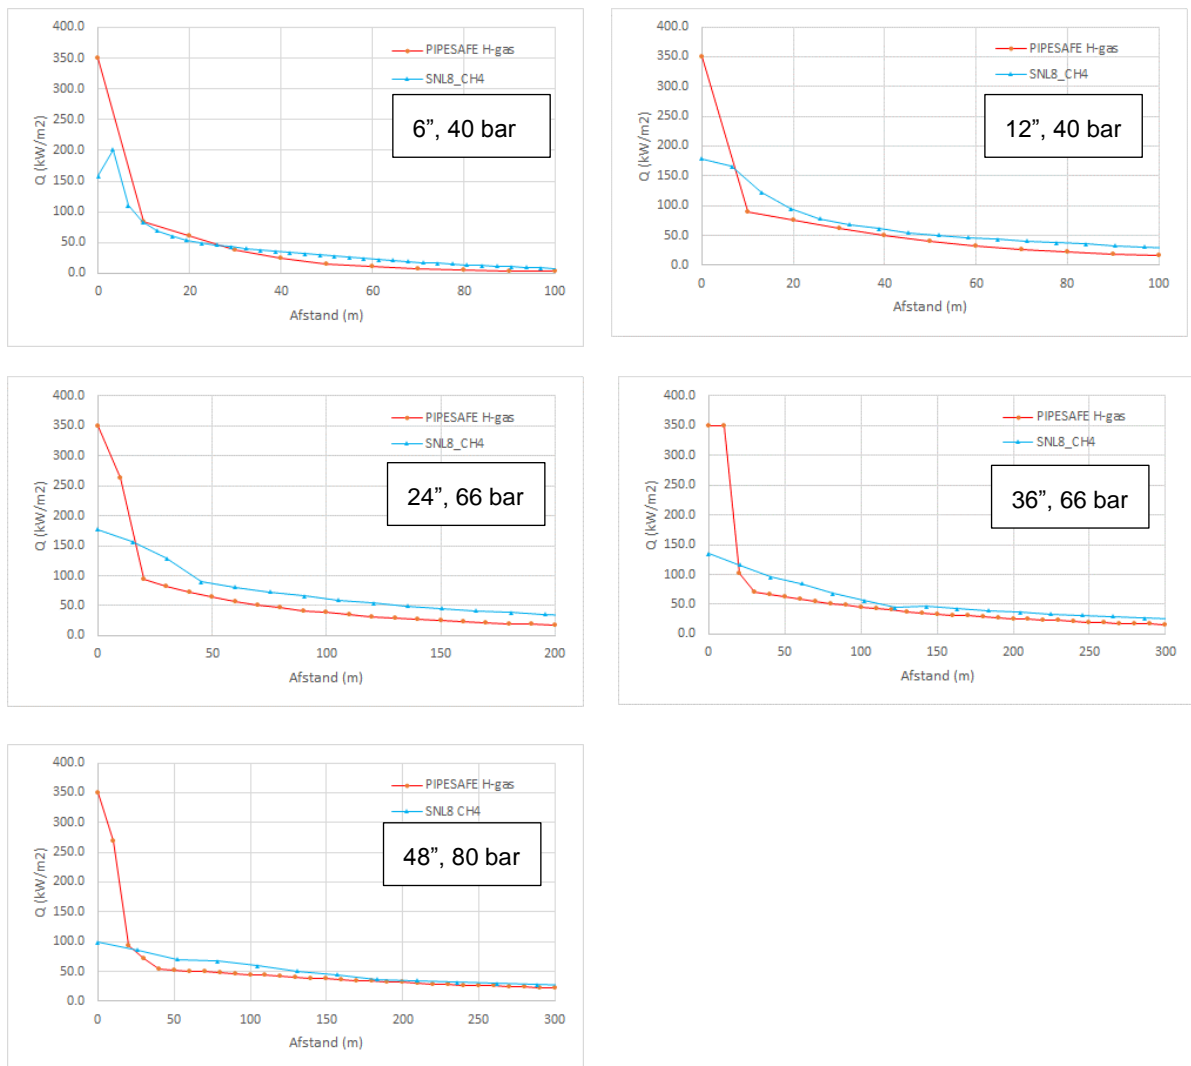 400.0
350.0
300.0
250.0
200.0
150.0
100.0
50.0
0.0
Q (kW/m2)
0 20 40 60 80 100
Afstand (m)
PIPESAFE H-gas
SNL8_CH4
6”, 40 bar
400.0
350.0
300.0
250.0
200.0
150.0
100.0
50.0
0.0
Q (kW/m2)
0 20 40 60 80 100
Afstand (m)
PIPESAFE H-gas
SNL8_CH4
12”, 40 bar
400.0
350.0
300.0
250.0
200.0
150.0
100.0
50.0
0.0
Q (kW/m2)
0 50 100 150 200
Afstand (m)
PIPESAFE H-gas
SNL8_CH4
24”, 66 bar
400.0
350.0
300.0
250.0
200.0
150.0
100.0
50.0
0.0
Q (kW/m2)
0 50 100 150 200 250 300
Afstand (m)
PIPESAFE H-gas
SNL8_CH4
36”, 66 bar
400.0
350.0
300.0
250.0
200.0
150.0
100.0
50.0
0.0
Q (kW/m2)
0 50 100 150 200 250 300
Afstand (m)
PIPESAFE H-gas
SNL8 CH4
48”, 80 bar